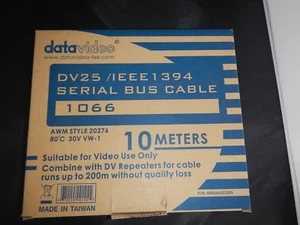 datavideo
www.datavideo-tek.com
DV25 /IEEE1394
SERIAL BUS CABLE
1066
AWM STYLE 20276
80°C 30V VW-1
10 METERS
Suitable for Video Use Only
Combine with DV Repeaters for cable
runs up to 200m without quality loss
MADE IN TAIWAN